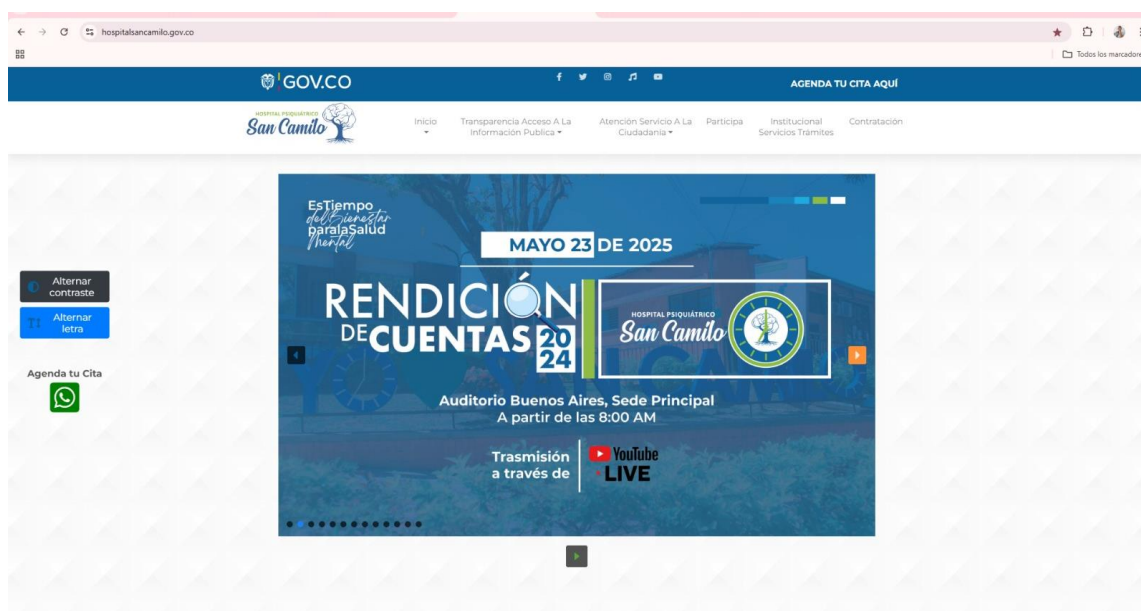 hospitalsancamilo.gov.co
Todos los marcadores
GOV.CO
AGENDA TU CITA AQUÍ
HOSPITAL PSIQUIÁTRICO
San Camilo
Inicio
Transparencia Acceso A La
Información Publica
Atención Servicio A La
Ciudadania
Participa
Institucional
Servicios Trámites
Contratación
EsTiempo
del Bienestar
paralaSalud
Mental
MAYO 23 DE 2025
RENDICIÓN
DE CUENTAS 2024
HOSPITAL PSIQUIÁTRICO
San Camilo
Auditorio Buenos Aires, Sede Principal
A partir de las 8:00 AM
Trasmisión
a través de
YouTube
LIVE
Alternar
contraste
Alternar
letra
Agenda tu Cita